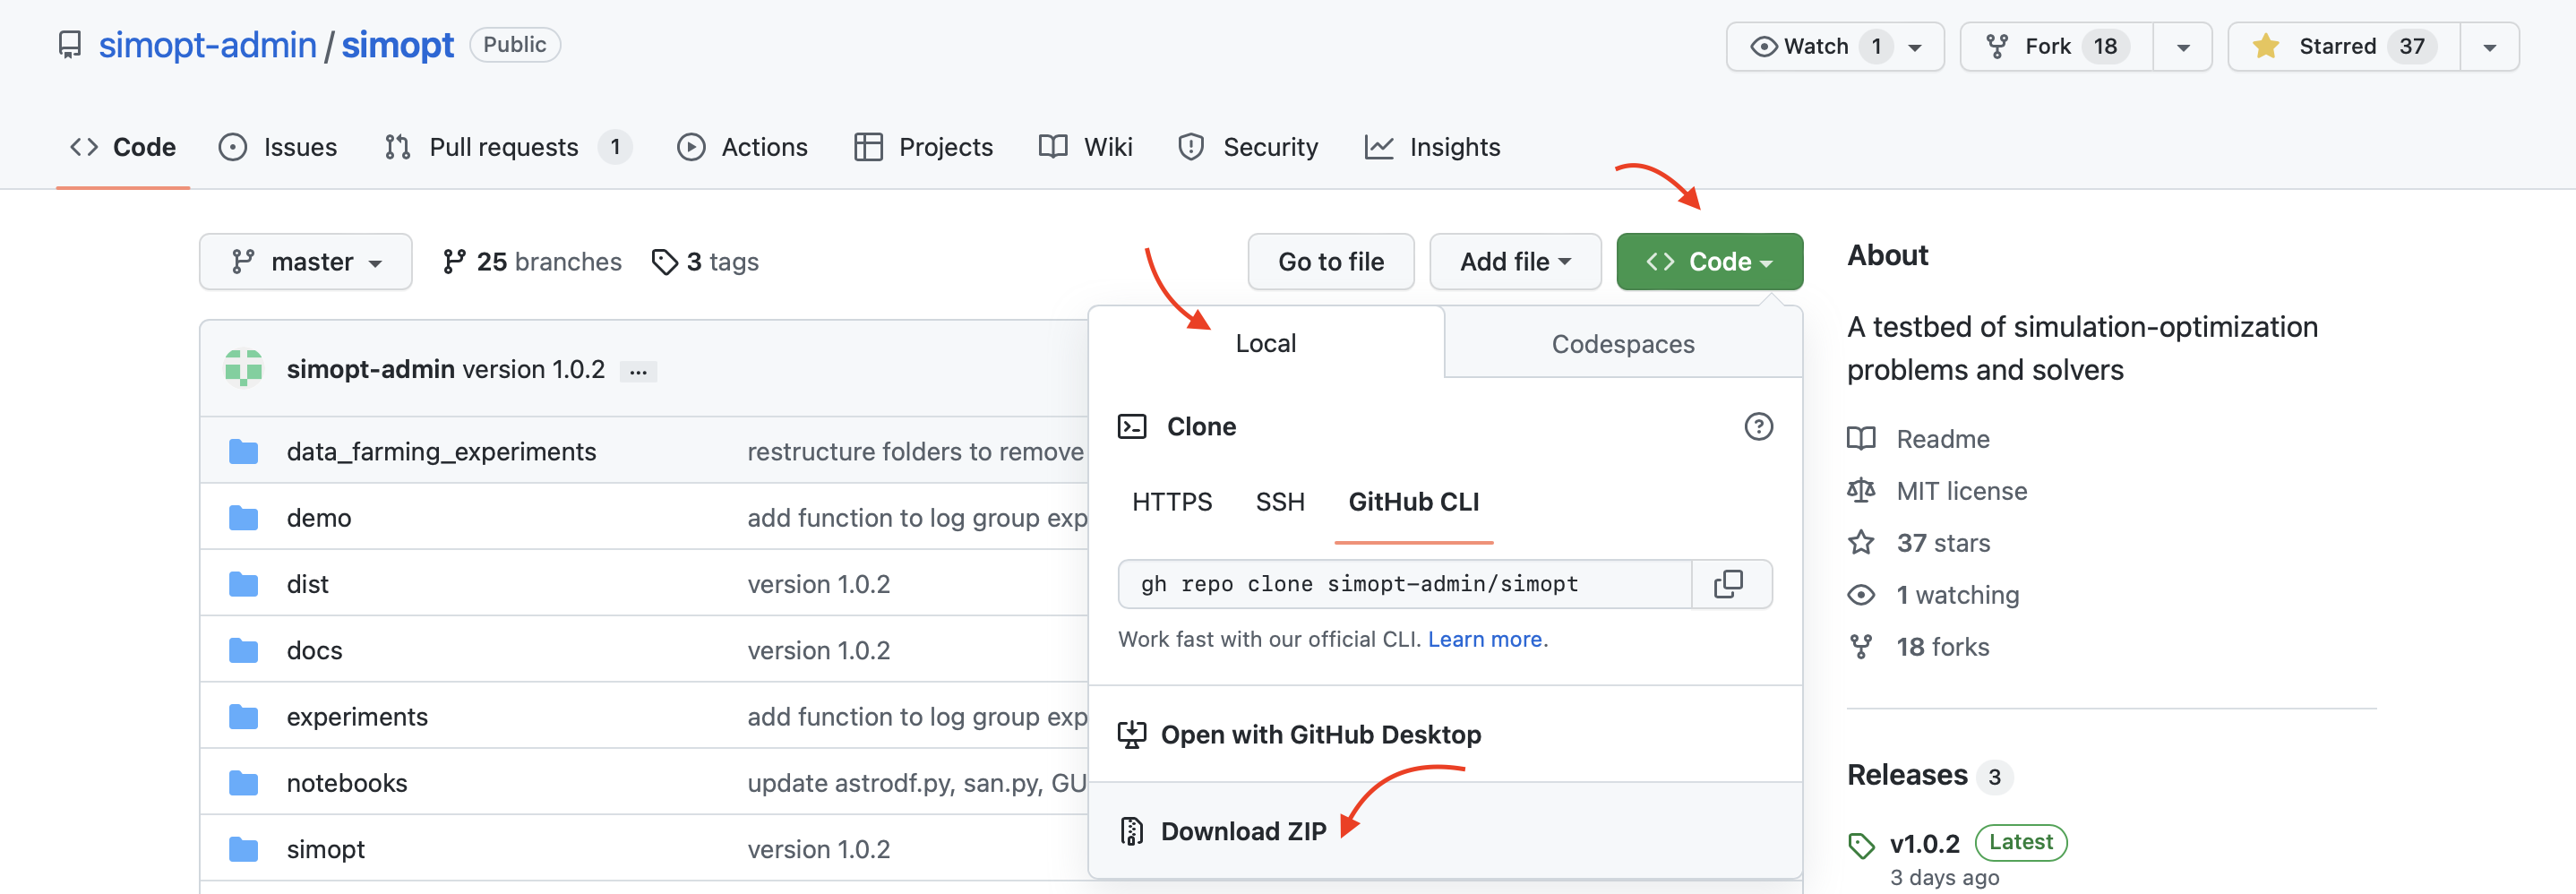 simopt-admin / simopt Public
Watch 1
Fork 18
Starred 37
Code
Issues
Pull requests 1
Actions
Projects
Wiki
Security
Insights
master
25 branches
3 tags
Go to file
Add file
Code
simopt-admin version 1.0.2 ...
data_farming_experiments restructure folders to remove
demo add function to log group exp
dist version 1.0.2
docs version 1.0.2
experiments add function to log group exp
notebooks update astrodf.py, san.py, GU
simopt version 1.0.2
Local
Codespaces
Clone
HTTPS SSH GitHub CLI
gh repo clone simopt-admin/simopt
Work fast with our official CLI. Learn more.
Open with GitHub Desktop
Download ZIP
About
A testbed of simulation-optimization
problems and solvers
Readme
MIT license
37 stars
1 watching
18 forks
Releases 3
v1.0.2 Latest
3 days ago